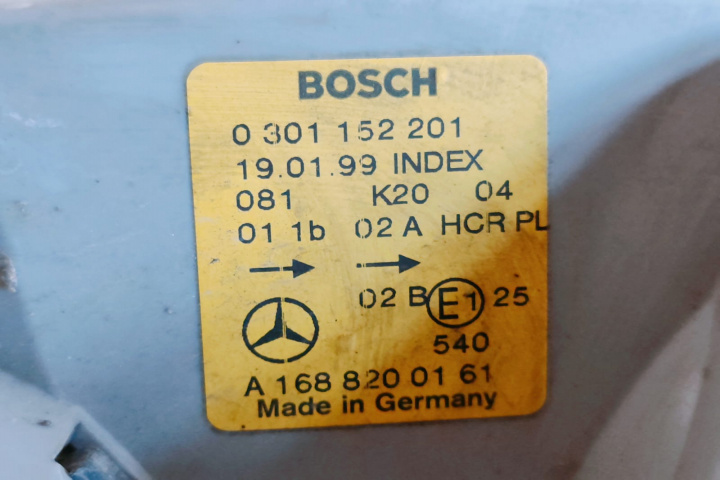 BOSCH
0 301 152 201
19.01.99 INDEX
081 K20 04
01 1b 02 A HCR PL
02 B E1 25
540
A 168 820 01 61
Made in Germany